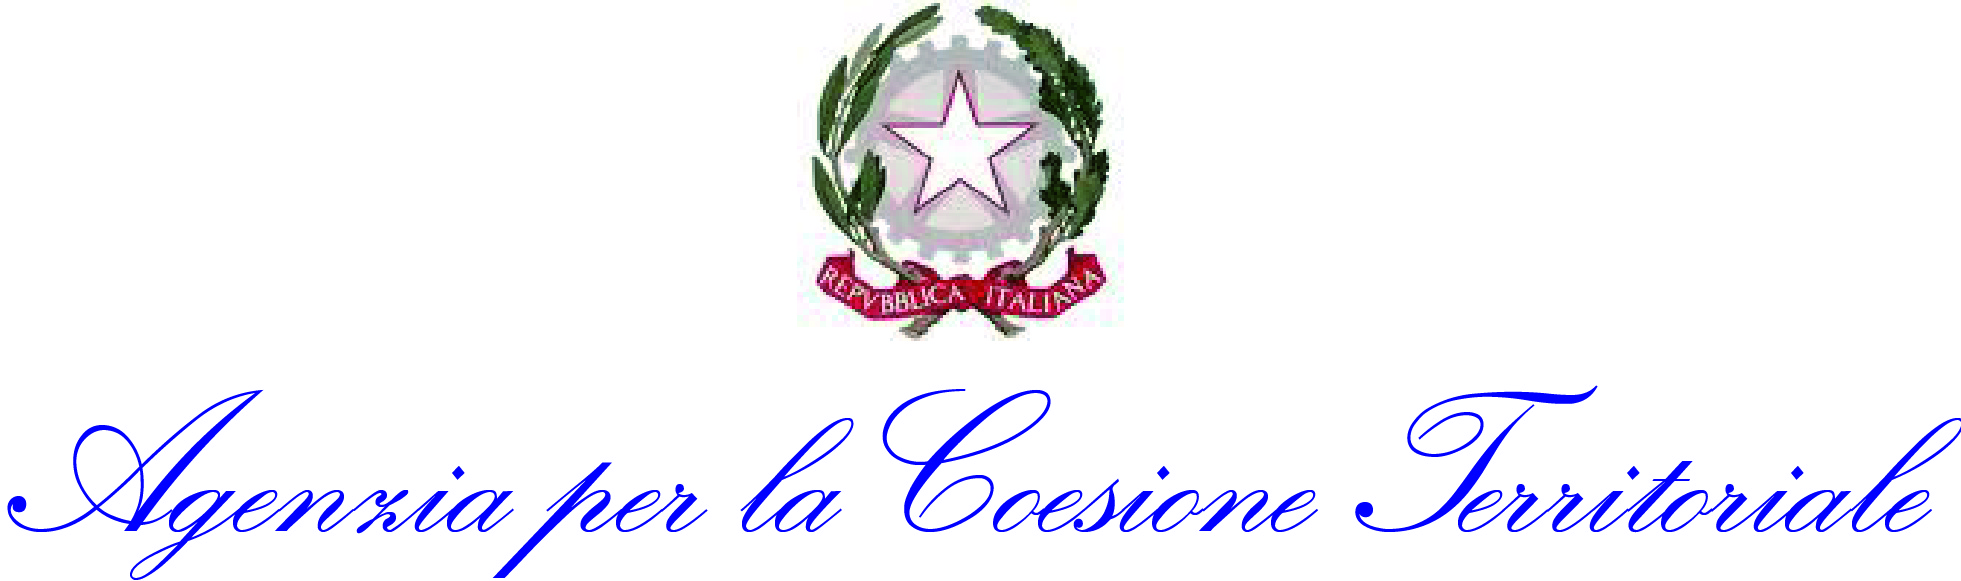 REPVBBLICA ITALIANA
Agenzia per la Coesione Territoriale